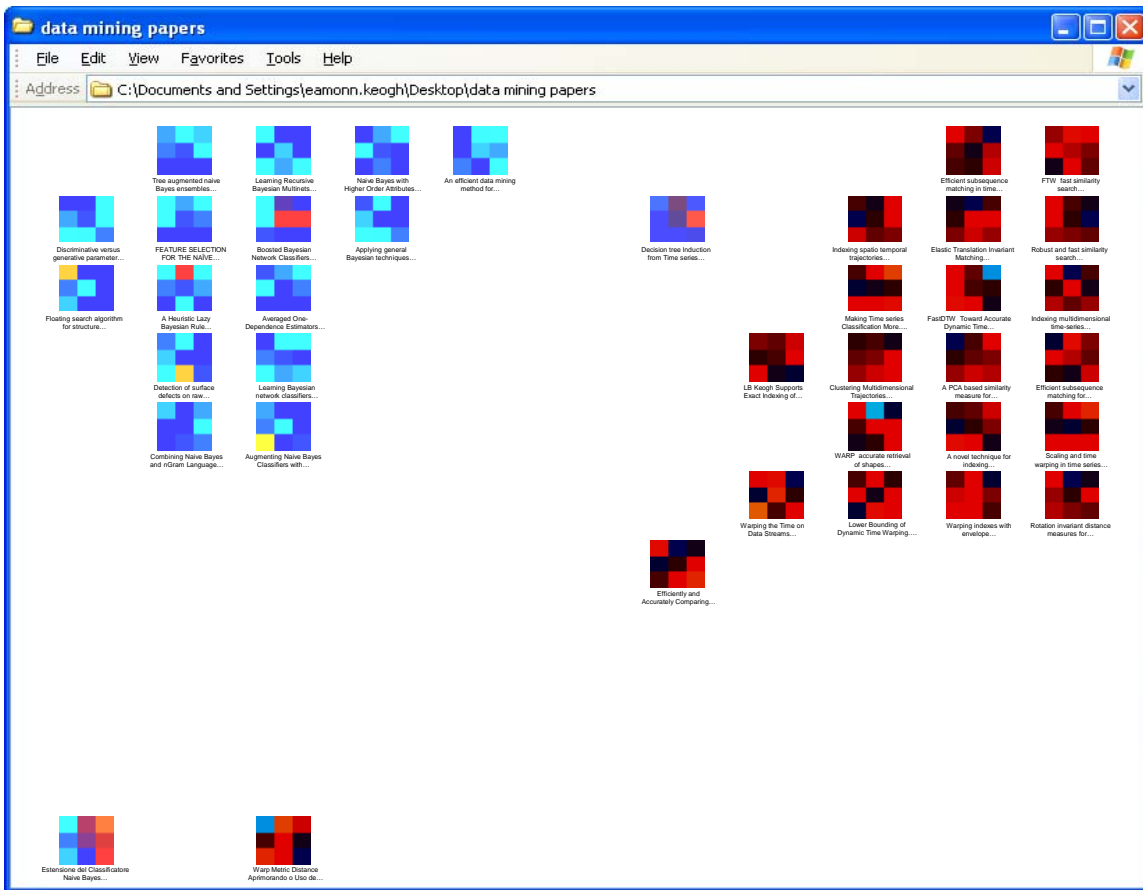 data mining papers
File Edit View Favorites Tools Help
Address C:\Documents and Settings\eamonn.keogh\Desktop\data mining papers
Tree augmented naive
Bayes ensembles…
Learning Recursive
Bayesian Multinets…
Naive Bayes with
Higher Order Attributes…
An efficient data mining
method for…
Efficient subsequence
matching in time…
FTW fast similarity
search…
Discriminative versus
generative parameter…
FEATURE SELECTION
FOR THE NAÏVE…
Boosted Bayesian
Network Classifiers…
Applying general
Bayesian techniques…
Decision tree Induction
from Time series…
Indexing spatio temporal
trajectories…
Elastic Translation Invariant
Matching…
Robust and fast similarity
search…
Floating search algorithm
for structure…
A Heuristic Lazy
Bayesian Rule…
Averaged One-
Dependence Estimators…
Making Time series
Classification More….
FastDTW Toward Accurate
Dynamic Time…
Indexing multidimensional
time-series…
Detection of surface
defects on raw…
Learning Bayesian
network classifiers…
LB Keogh Supports
Exact Indexing of…
Clustering Multidimensional
Trajectories…
A PCA based similarity
measure for…
Efficient subsequence
matching for…
Combining Naive Bayes
and nGram Language…
Augmenting Naive Bayes
Classifiers with…
WARP accurate retrieval
of shapes…
A novel technique for
indexing…
Scaling and time
warping in time series…
Warping the Time on
Data Streams…
Lower Bounding of
Dynamic Time Warping….
Warping indexes with
envelope…
Rotation invariant distance
measures for…
Efficiently and
Accurately Comparing…
Estensione del Classificatore
Naive Bayes…
Warp Metric Distance
Aprimorando o Uso de…